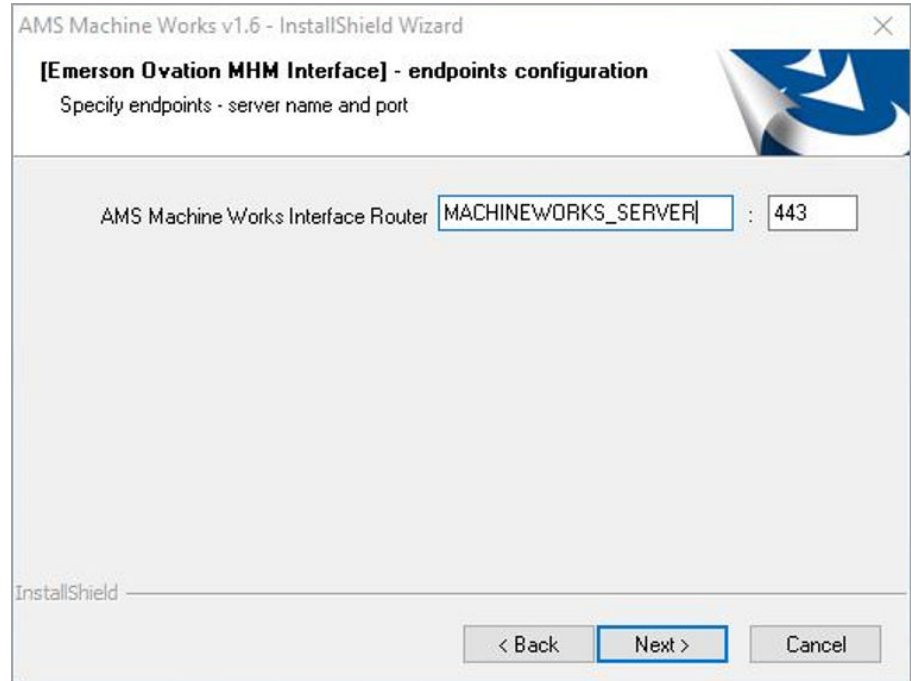 AMS Machine Works v1.6 - InstallShield Wizard
[Emerson Ovation MHM Interface] - endpoints configuration
Specify endpoints - server name and port
AMS Machine Works Interface Router MACHINEWORKS_SERVER : 443
InstallShield
< Back Next > Cancel